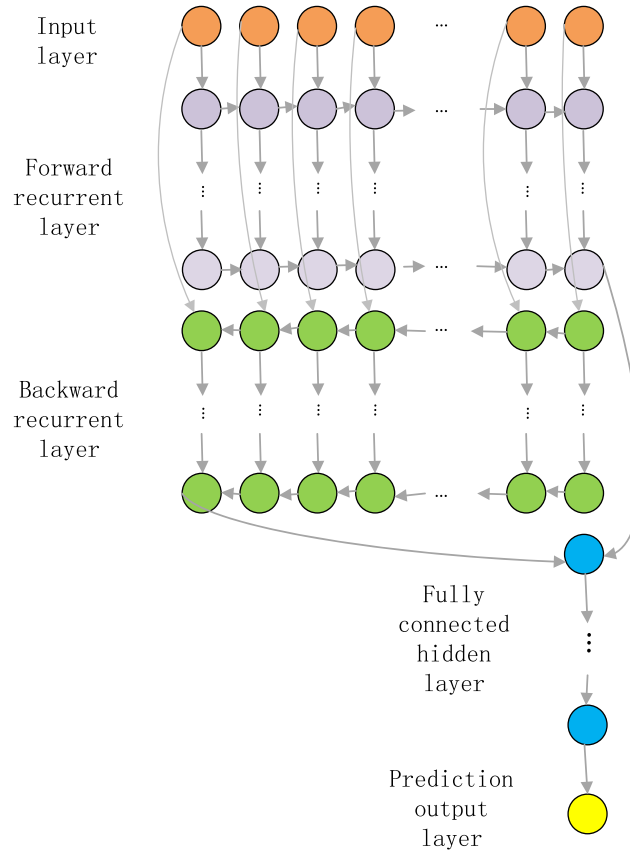 Input
layer
Forward
recurrent
layer
Backward
recurrent
layer
Fully
connected
hidden
layer
Prediction
output
layer